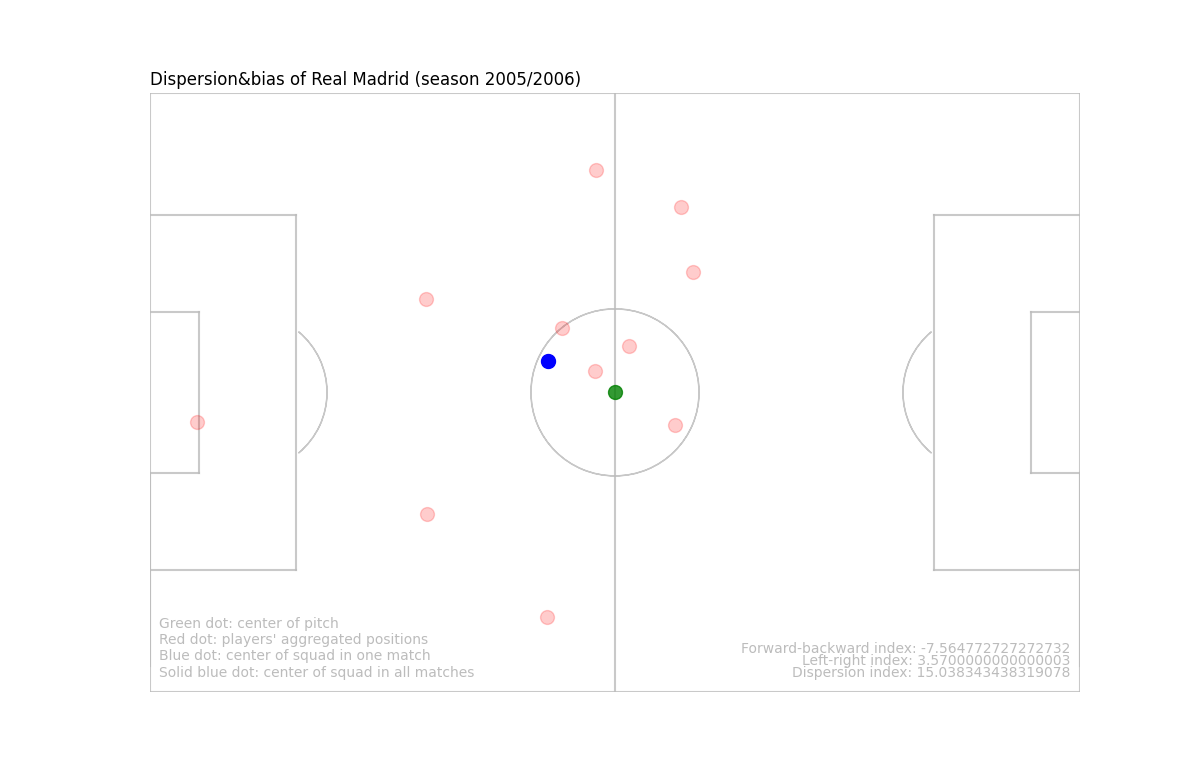 Dispersion&bias of Real Madrid (season 2005/2006)
Green dot: center of pitch
Red dot: players' aggregated positions
Blue dot: center of squad in one match
Solid blue dot: center of squad in all matches
Forward-backward index: -7.564772727272732
Left-right index: 3.5700000000000003
Dispersion index: 15.038343438319078